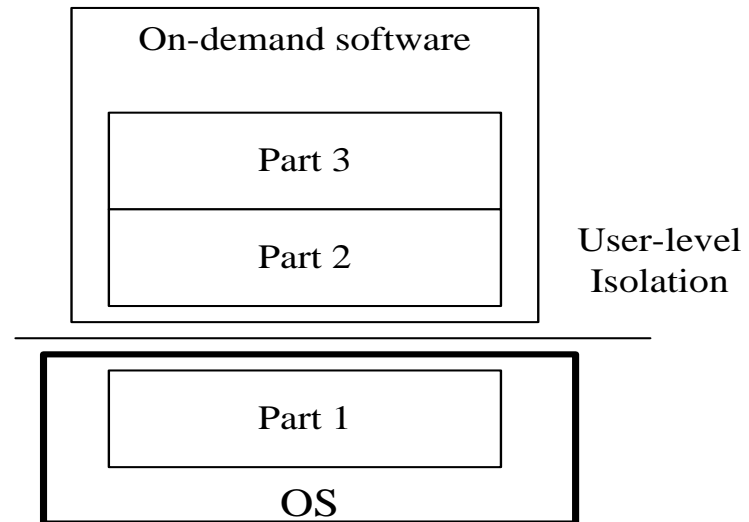 On-demand software
Part 3
Part 2
User-level
Isolation
Part 1
OS